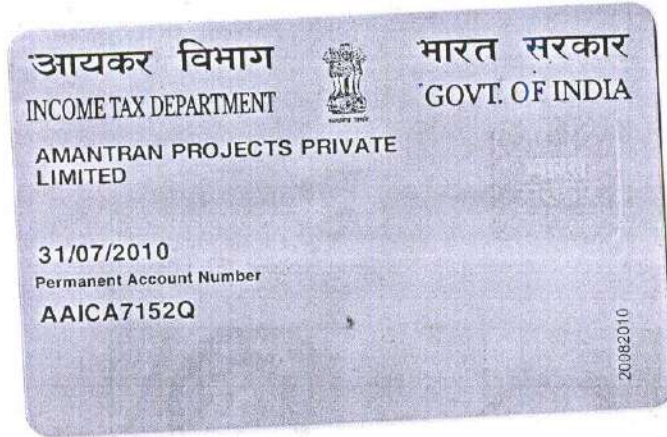 आयकर विभाग
भारत सरकार
INCOME TAX DEPARTMENT
GOVT. OF INDIA
AMANTRAN PROJECTS PRIVATE
LIMITED
31/07/2010
Permanent Account Number
AAICA7152Q
20082010